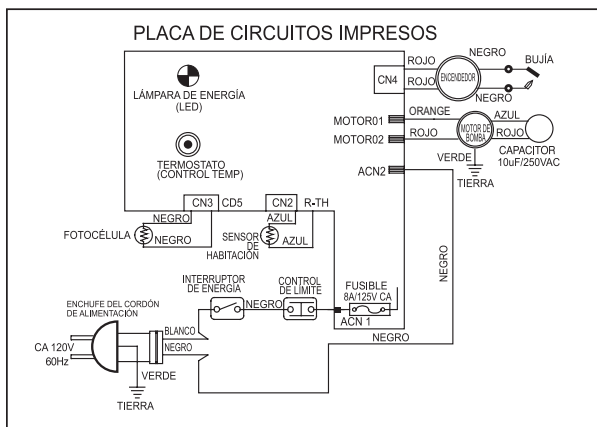 PLACA DE CIRCUITOS IMPRESOS
LÁMPARA DE ENERGÍA
(LED)
TERMOSTATO
(CONTROL TEMP)
CN4
ROJO
ROJO
NEGRO
NEGRO
ENCENDEDOR
BUJÍA
MOTOR01
ORANGE
MOTOR02
ROJO
MOTOR DE
BOMBA
AZUL
ROJO
CAPACITOR
10uF/250VAC
VERDE
TIERRA
ACN2
CN3
CD5
CN2
R-TH
NEGRO
NEGRO
FOTOCÉLULA
AZUL
AZUL
SENSOR
DE
HABITACIÓN
NEGRO
INTERRUPTOR
DE ENERGÍA
NEGRO
CONTROL
DE LIMITE
FUSIBLE
8A/125V CA
ACN 1
NEGRO
ENCHUFE DEL CORDÓN
DE ALIMENTACIÓN
CA 120V
60Hz
BLANCO
NEGRO
VERDE
TIERRA